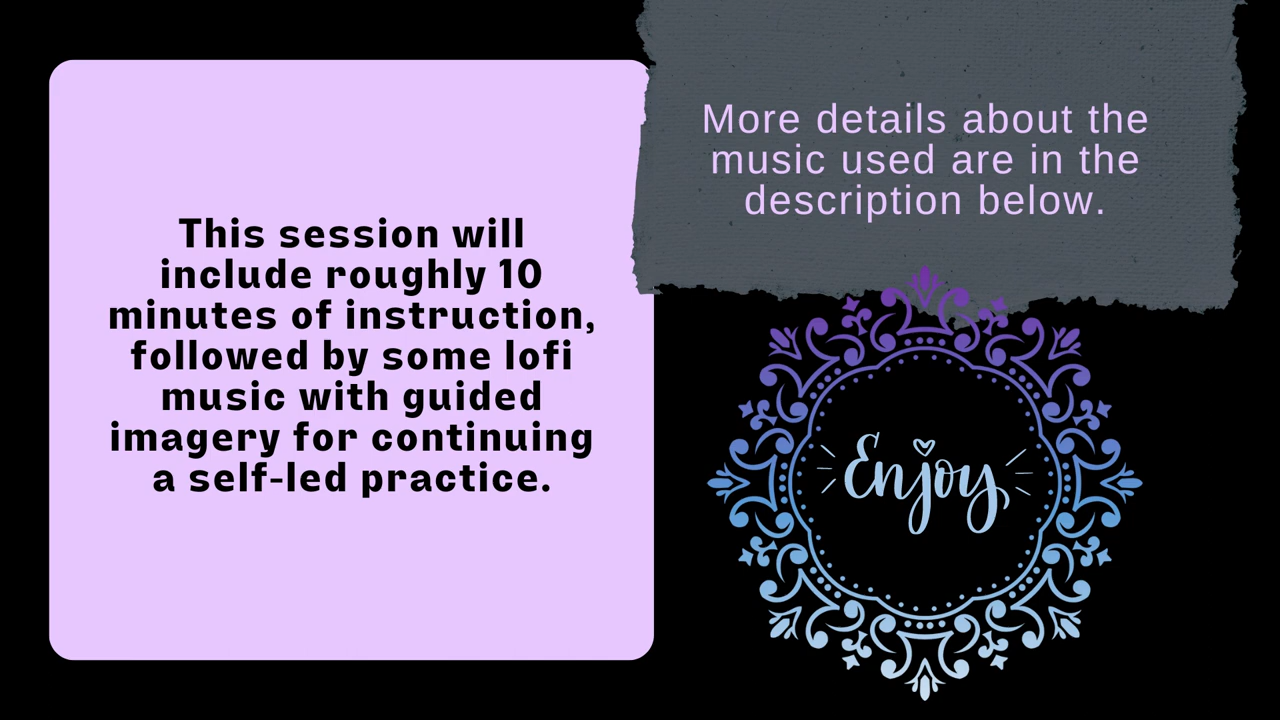 This session will
include roughly 10
minutes of instruction,
followed by some lofi
music with guided
imagery for continuing
a self-led practice.
More details about the
music used are in the
description below.
Enjoy